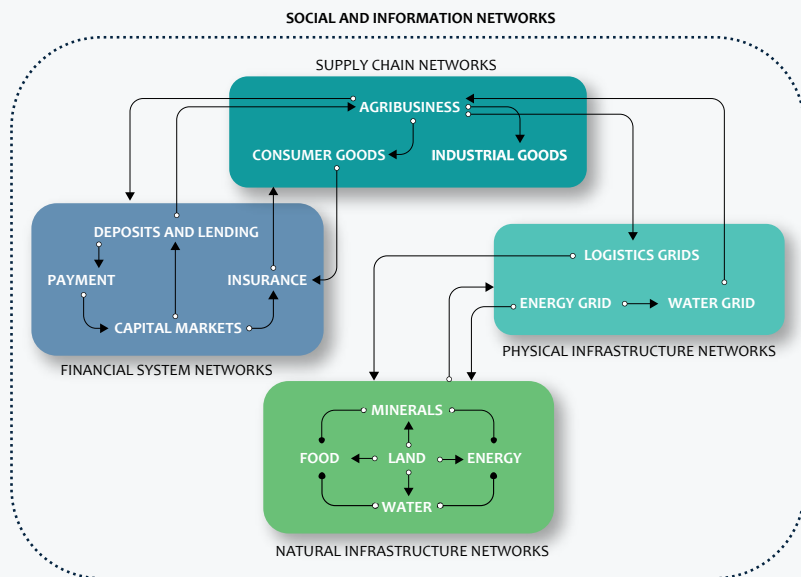 SOCIAL AND INFORMATION NETWORKS
SUPPLY CHAIN NETWORKS
AGRIBUSINESS
CONSUMER GOODS
INDUSTRIAL GOODS
DEPOSITS AND LENDING
PAYMENT
INSURANCE
CAPITAL MARKETS
FINANCIAL SYSTEM NETWORKS
LOGISTICS GRIDS
ENERGY GRID
WATER GRID
PHYSICAL INFRASTRUCTURE NETWORKS
MINERALS
FOOD
LAND
ENERGY
WATER
NATURAL INFRASTRUCTURE NETWORKS